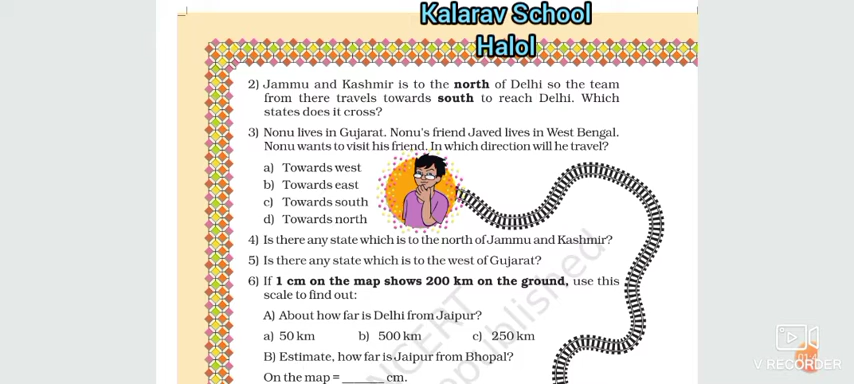 Kalarav School
Halol
2) Jammu and Kashmir is to the north of Delhi so the team
from there travels towards south to reach Delhi. Which
states does it cross?
3) Nonu lives in Gujarat. Nonu's friend Javed lives in West Bengal.
Nonu wants to visit his friend. In which direction will he travel?
a) Towards west
b) Towards east
c) Towards south
d) Towards north
4) Is there any state which is to the north of Jammu and Kashmir?
5) Is there any state which is to the west of Gujarat?
6) If 1 cm on the map shows 200 km on the ground, use this
scale to find out:
A) About how far is Delhi from Jaipur?
a) 50 km b) 500 km c) 250 km
B) Estimate, how far is Jaipur from Bhopal?
On the map = ______ cm.
NCERT
republished
V RECORDER